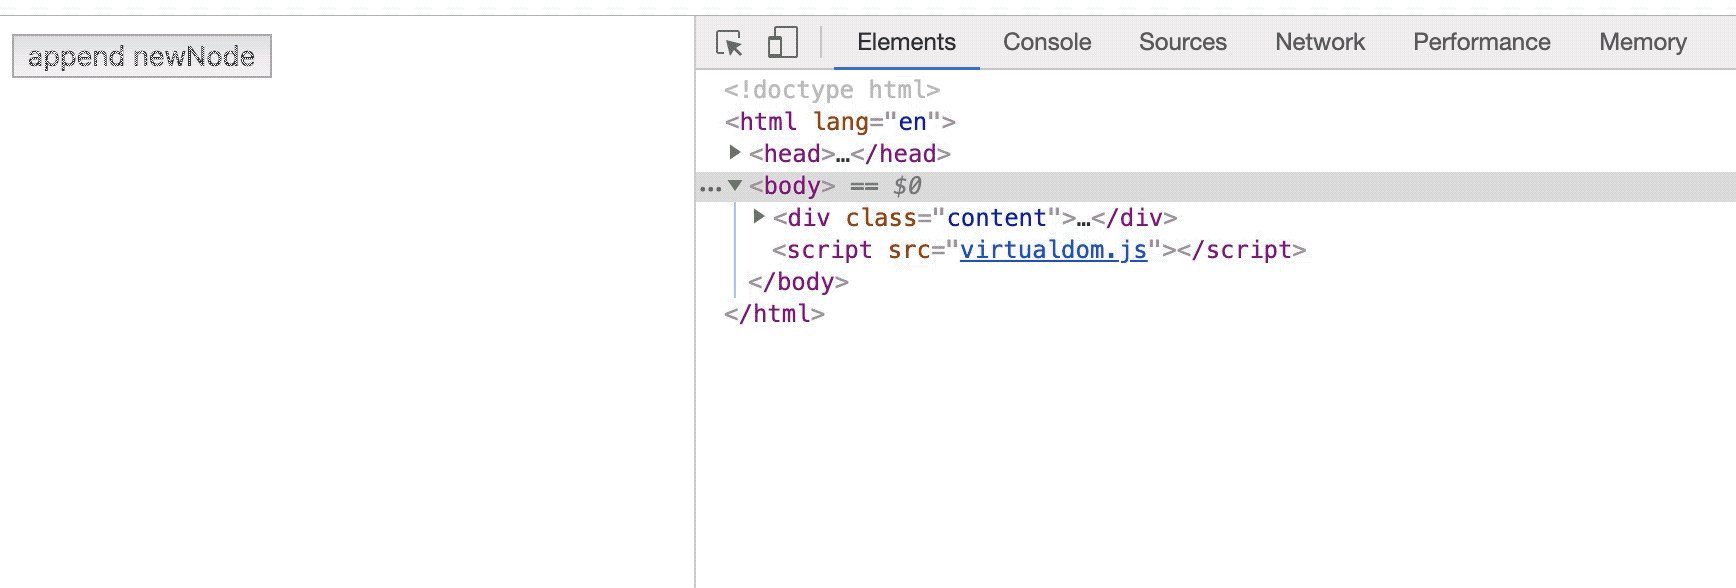 append newNode
Elements Console Sources Network Performance Memory
<!doctype html>
<html lang="en">
<head>…</head>
… <body> == $0
<div class="content">…</div>
<script src="virtualdom.js"></script>
</body>
</html>